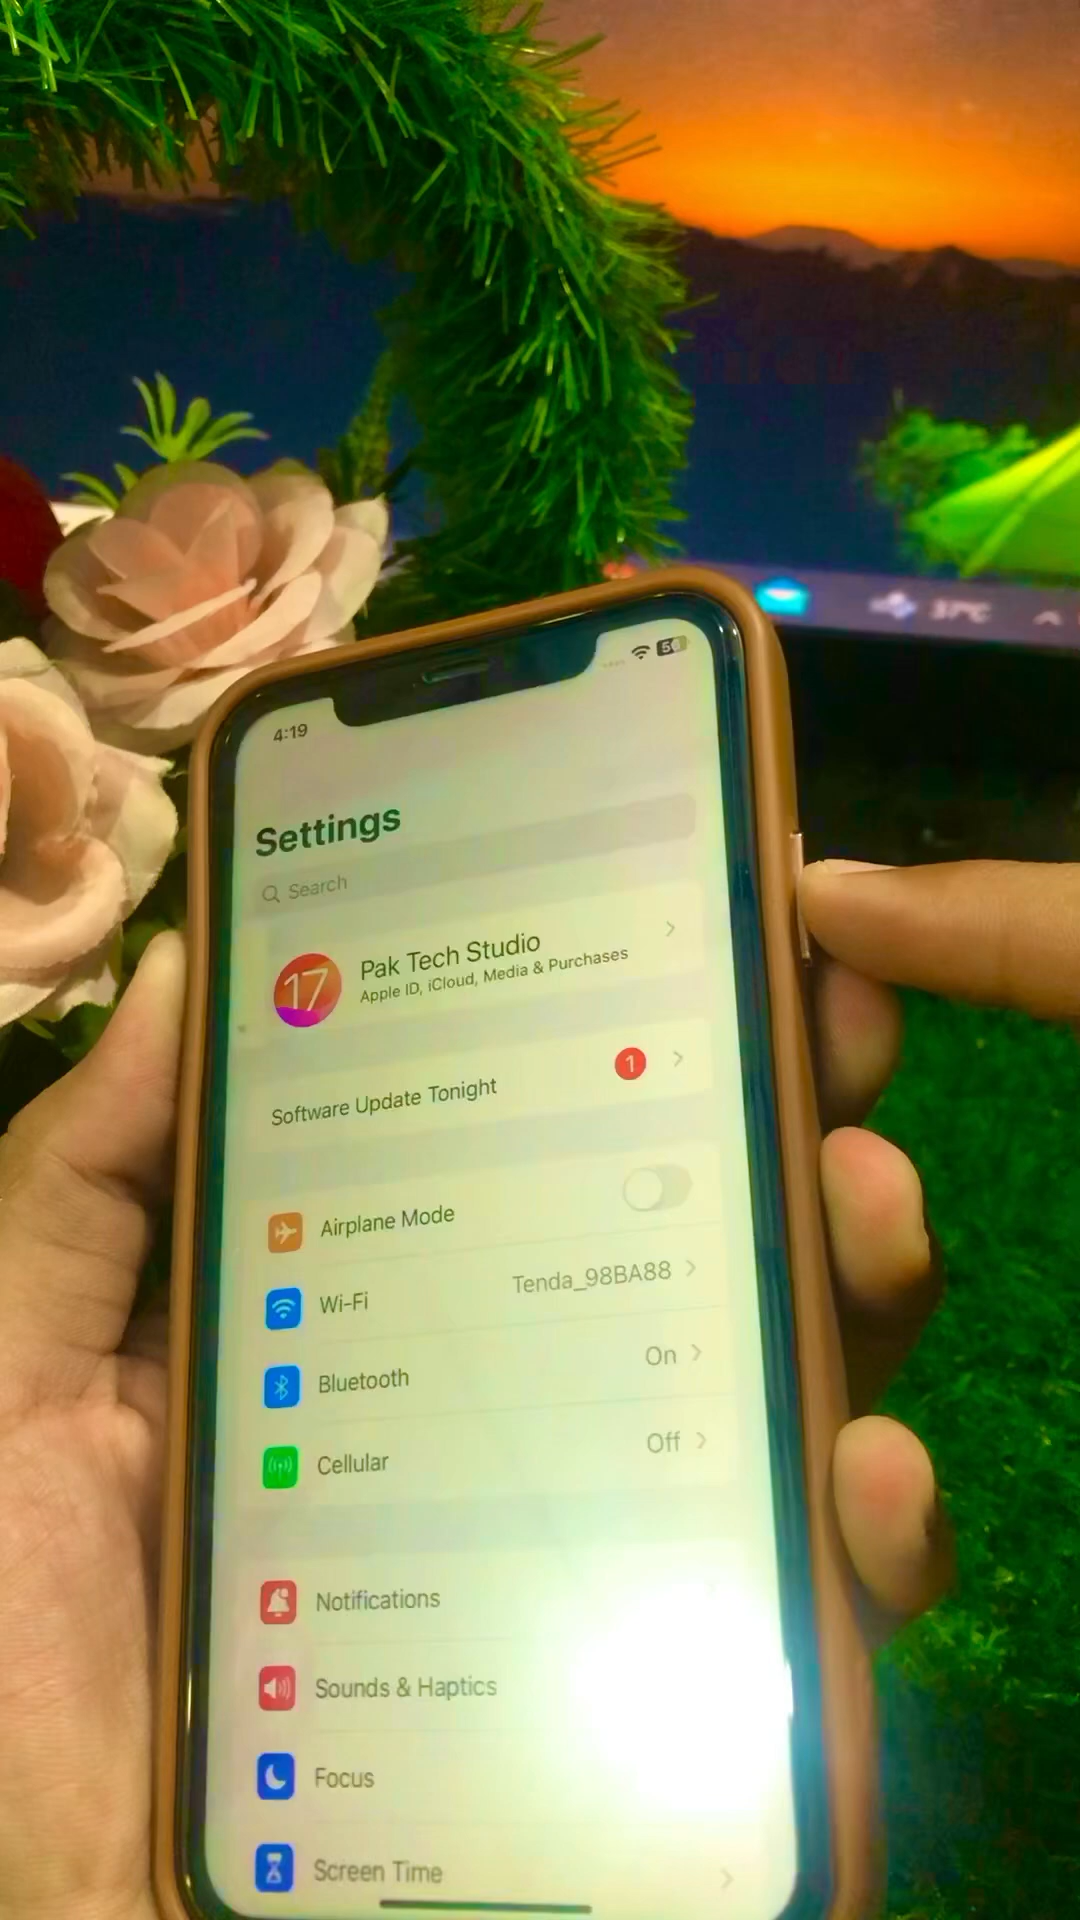 37°C
4:19
Settings
Search
Pak Tech Studio
Apple ID, iCloud, Media & Purchases
17
Software Update Tonight
1
Airplane Mode
Wi-Fi
Tenda_98BA88
Bluetooth
On
Cellular
Off
Notifications
Sounds & Haptics
Focus
Screen Time